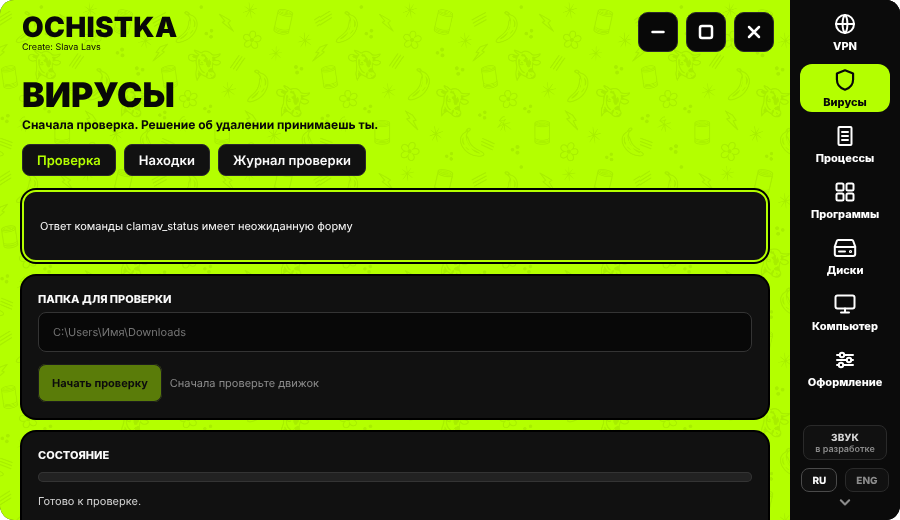 OCHISTKA
Create: Slava Lavs
ВИРУСЫ
Сначала проверка. Решение об удалении принимаешь ты.
Проверка
Находки
Журнал проверки
Ответ команды clamav_status имеет неожиданную форму
ПАПКА ДЛЯ ПРОВЕРКИ
C:\Users\Имя\Downloads
Начать проверку
Сначала проверьте движок
СОСТОЯНИЕ
Готово к проверке.
VPN
Вирусы
Процессы
Программы
Диски
Компьютер
Оформление
ЗВУК
в разработке
RU
ENG